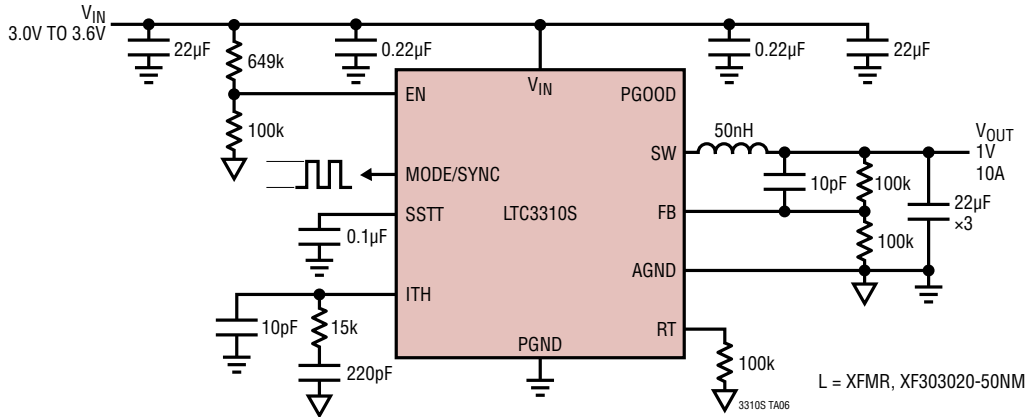 VIN
3.0V TO 3.6V
22µF
649k
0.22µF
0.22µF
22µF
100k
EN
VIN
PGOOD
SW
50nH
VOUT
1V
10A
MODE/SYNC
10pF
100k
22µF
×3
SSTT
LTC3310S
FB
0.1µF
100k
AGND
ITH
10pF
15k
RT
PGND
220pF
100k
L = XFMR, XF303020-50NM
3310S TA06